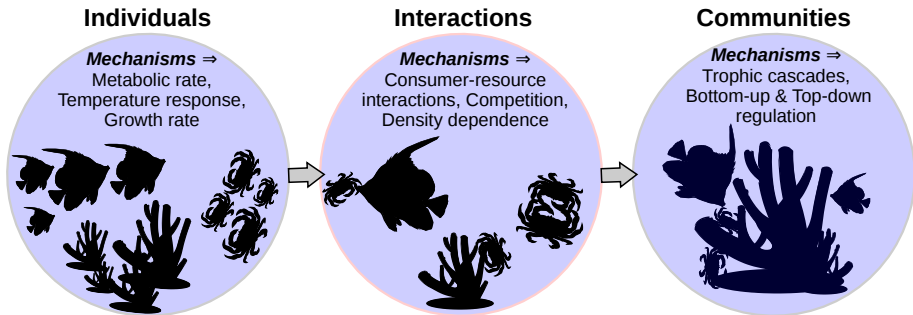 Individuals
Mechanisms ⇒
Metabolic rate,
Temperature response,
Growth rate
Interactions
Mechanisms ⇒
Consumer-resource
interactions, Competition,
Density dependence
Communities
Mechanisms ⇒
Trophic cascades,
Bottom-up & Top-down
regulation